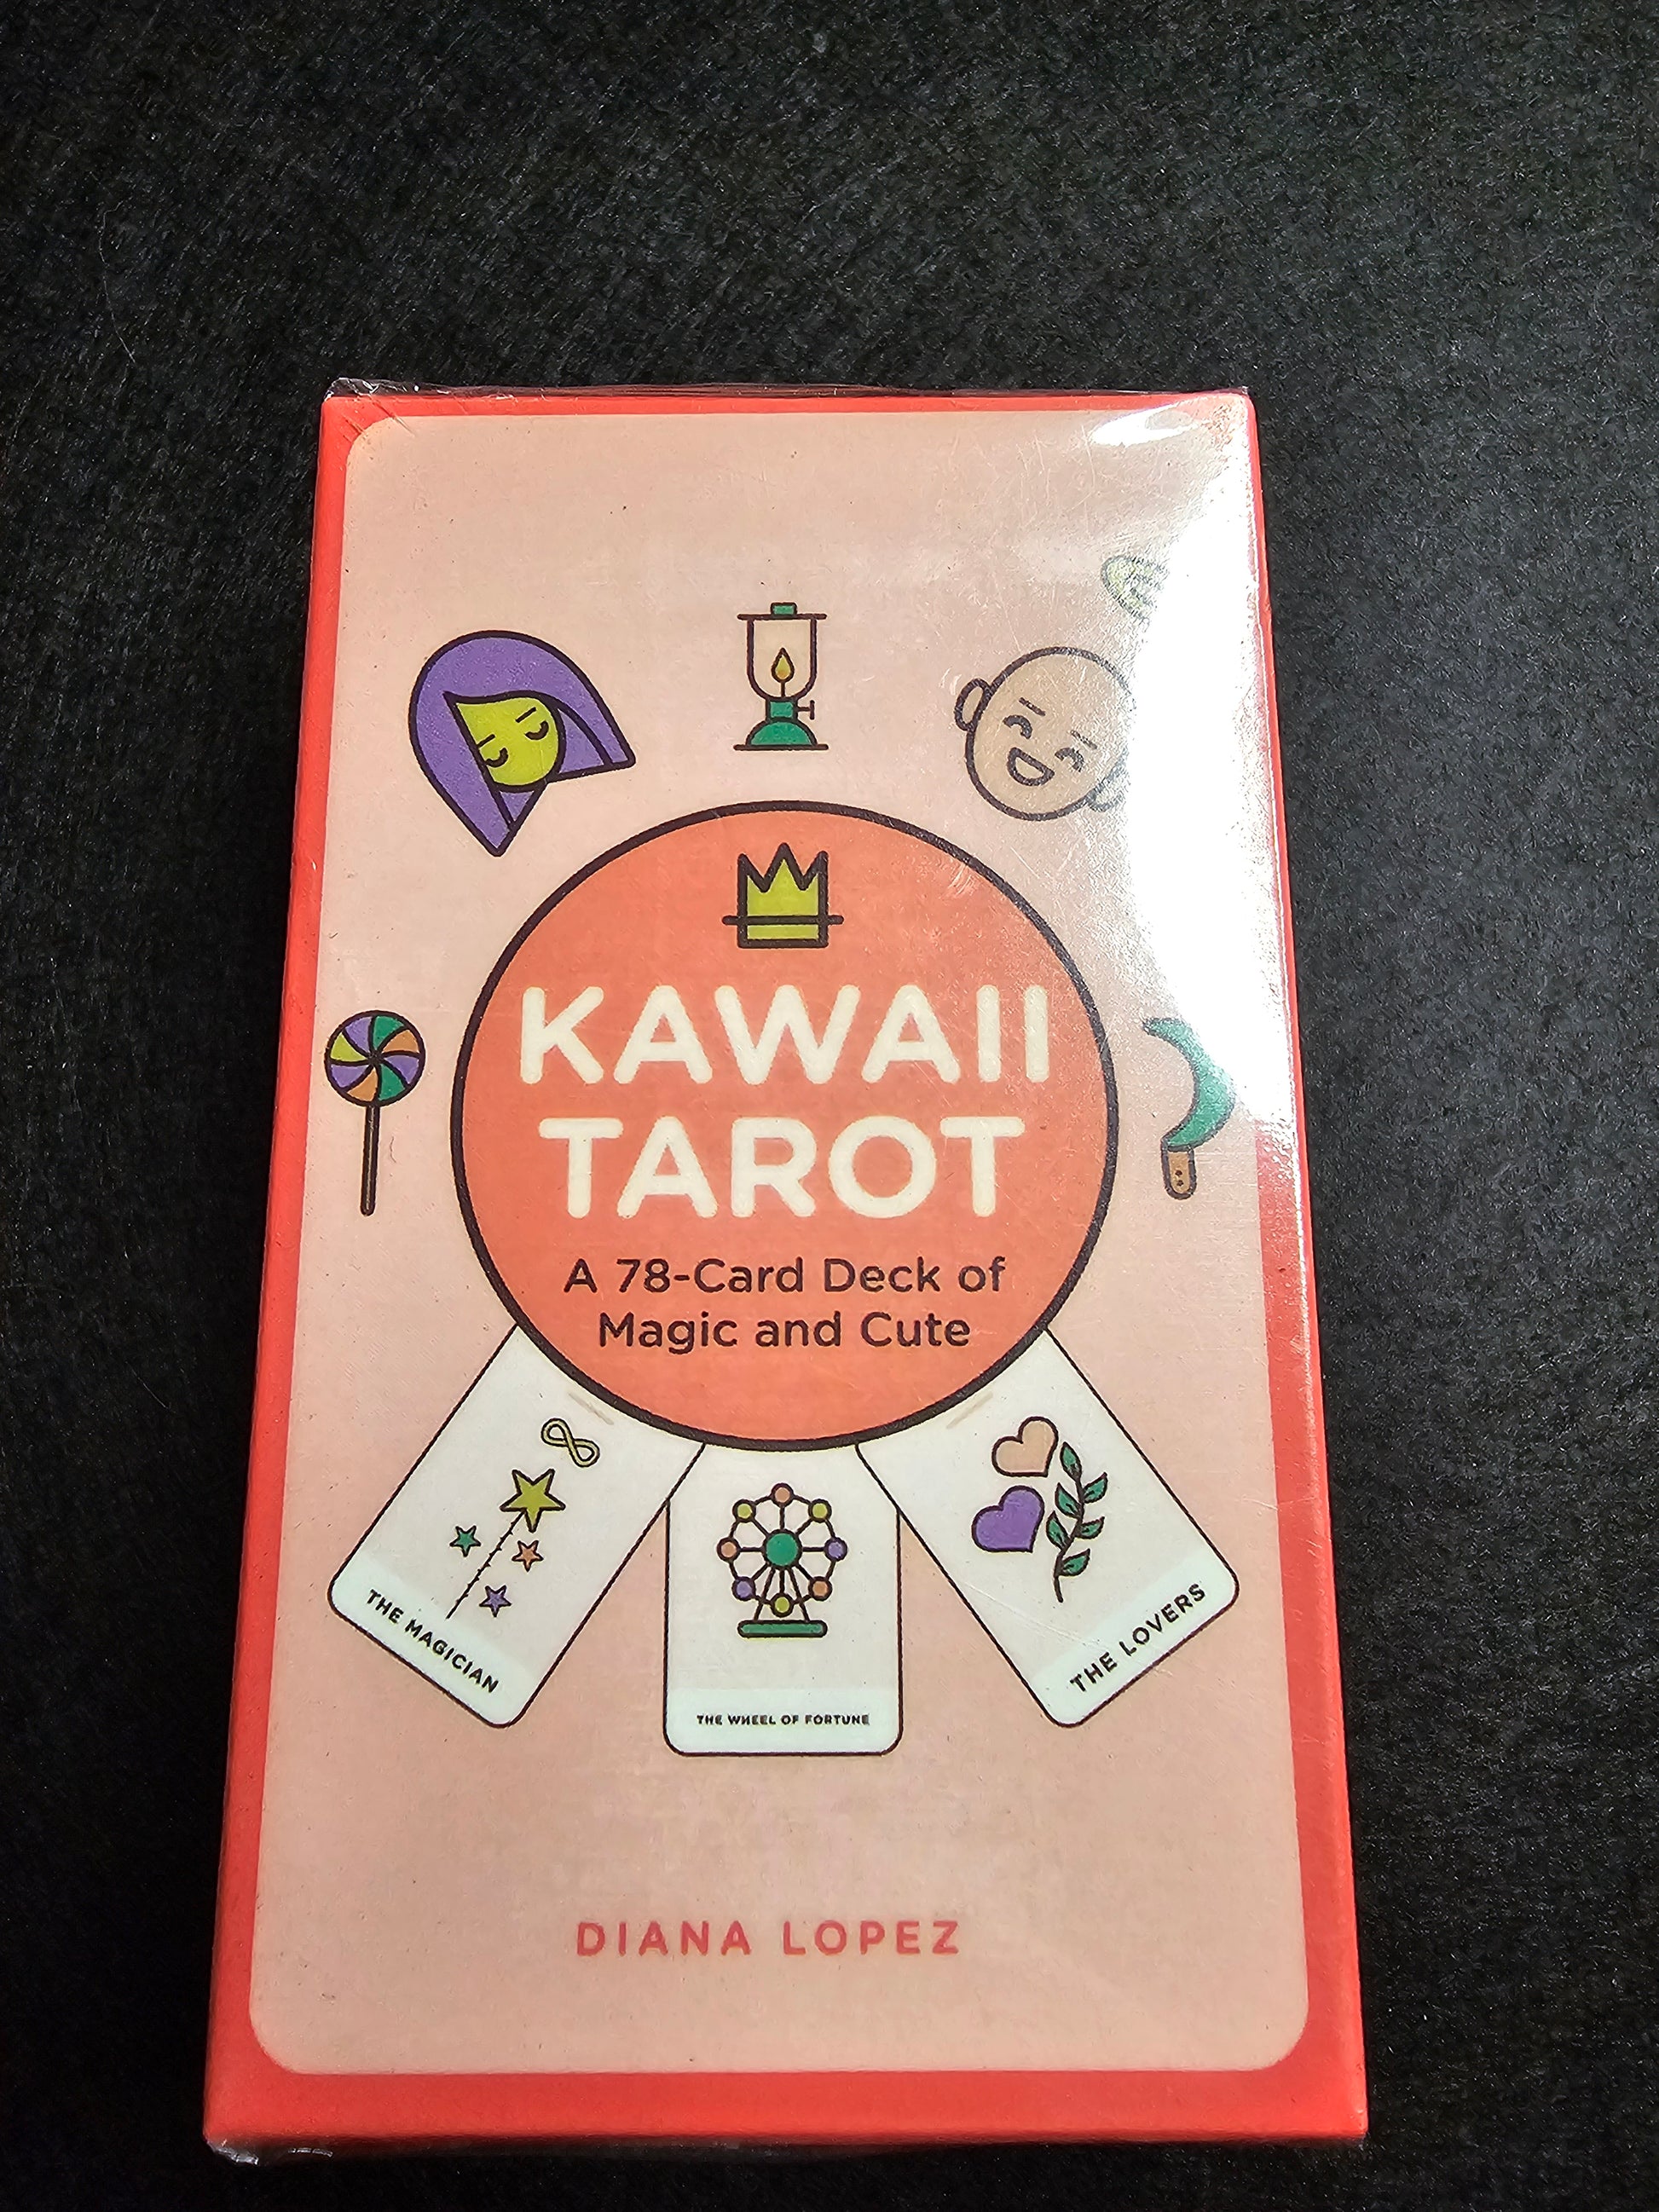 KAWAII
TAROT
A 78-Card Deck of
Magic and Cute
THE MAGICIAN
THE WHEEL OF FORTUNE
THE LOVERS
DIANA LOPEZ